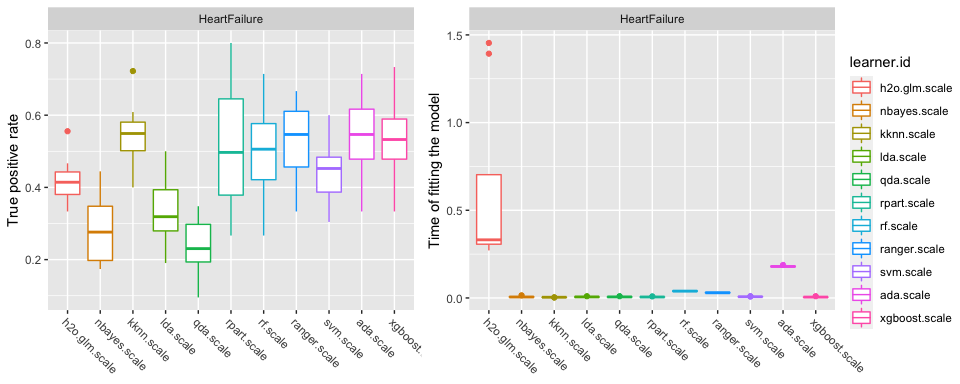 HeartFailure
True positive rate
0.8
0.6
0.4
0.2
h2o.glm.scale
nbayes.scale
kknn.scale
lda.scale
qda.scale
rpart.scale
rf.scale
ranger.scale
svm.scale
ada.scale
xgboost.
HeartFailure
Time of fitting the model
1.5
1.0
0.5
0.0
h2o.glm.scale
nbayes.scale
kknn.scale
lda.scale
qda.scale
rpart.scale
rf.scale
ranger.scale
svm.scale
ada.scale
xgboost.scale
learner.id
h2o.glm.scale
nbayes.scale
kknn.scale
lda.scale
qda.scale
rpart.scale
rf.scale
ranger.scale
svm.scale
ada.scale
xgboost.scale